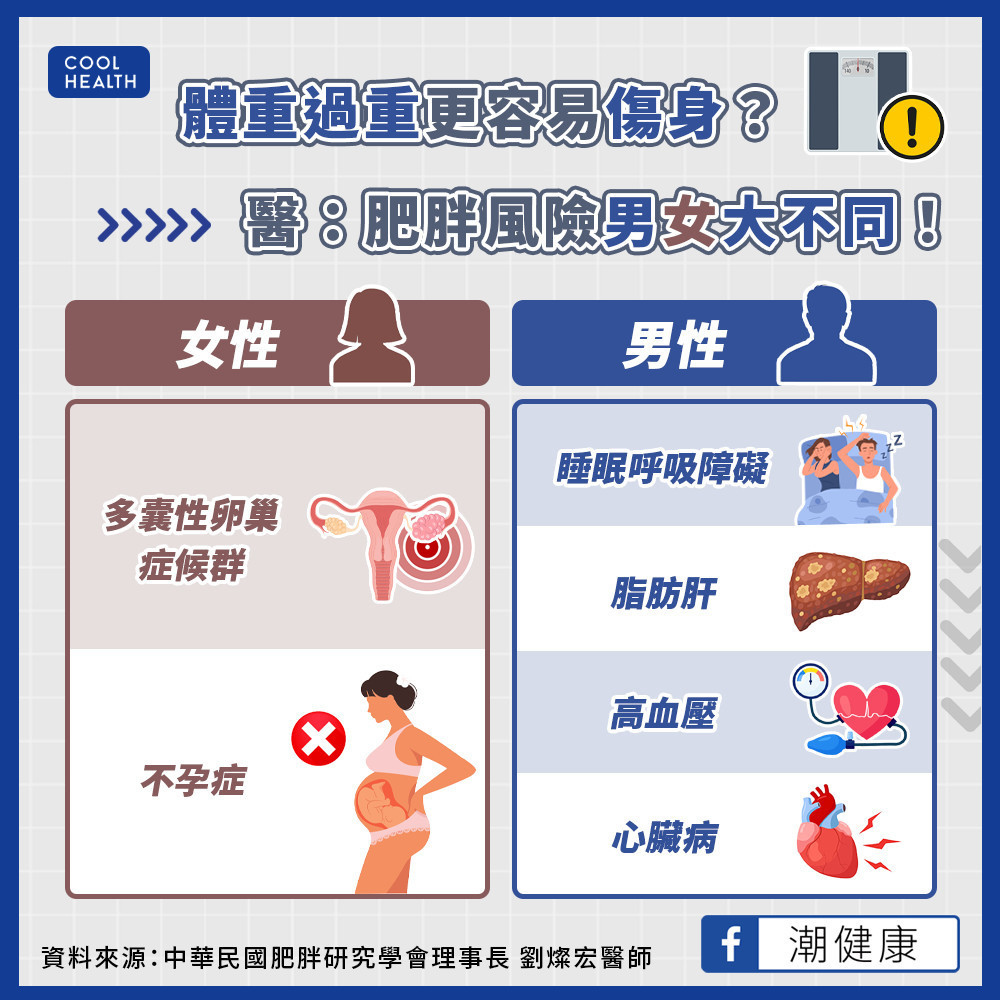 COOL
HEALTH
體重過重更容易傷身？
醫：肥胖風險男女大不同！
女性
男性
多囊性卵巢
症候群
不孕症
睡眠呼吸障礙
zzZ
脂肪肝
高血壓
心臟病
資料來源：中華民國肥胖研究學會理事長 劉燦宏醫師
f 潮健康